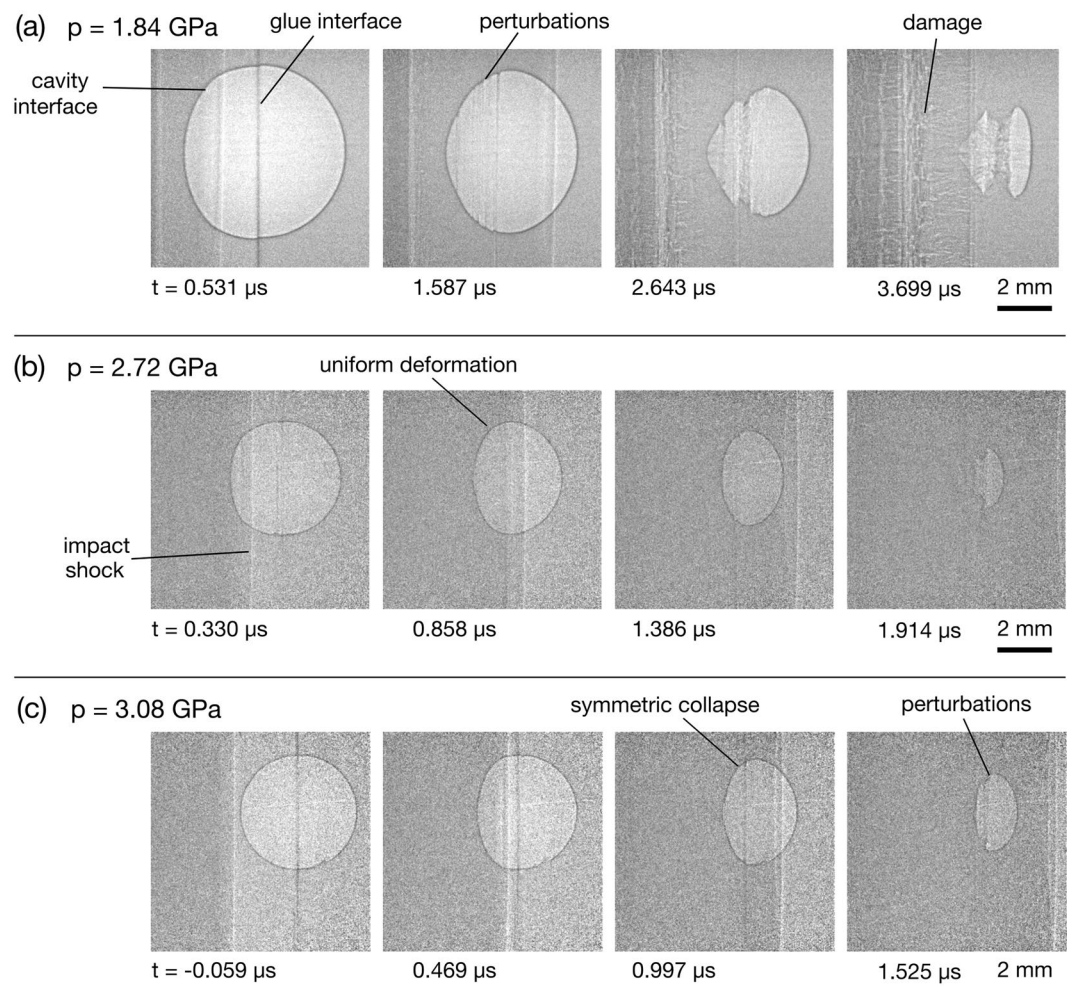 (a) p = 1.84 GPa
glue interface
perturbations
damage
cavity
interface
t = 0.531 µs
1.587 µs
2.643 µs
3.699 µs
2 mm
(b) p = 2.72 GPa
uniform deformation
impact
shock
t = 0.330 µs
0.858 µs
1.386 µs
1.914 µs
2 mm
(c) p = 3.08 GPa
symmetric collapse
perturbations
t = -0.059 µs
0.469 µs
0.997 µs
1.525 µs
2 mm